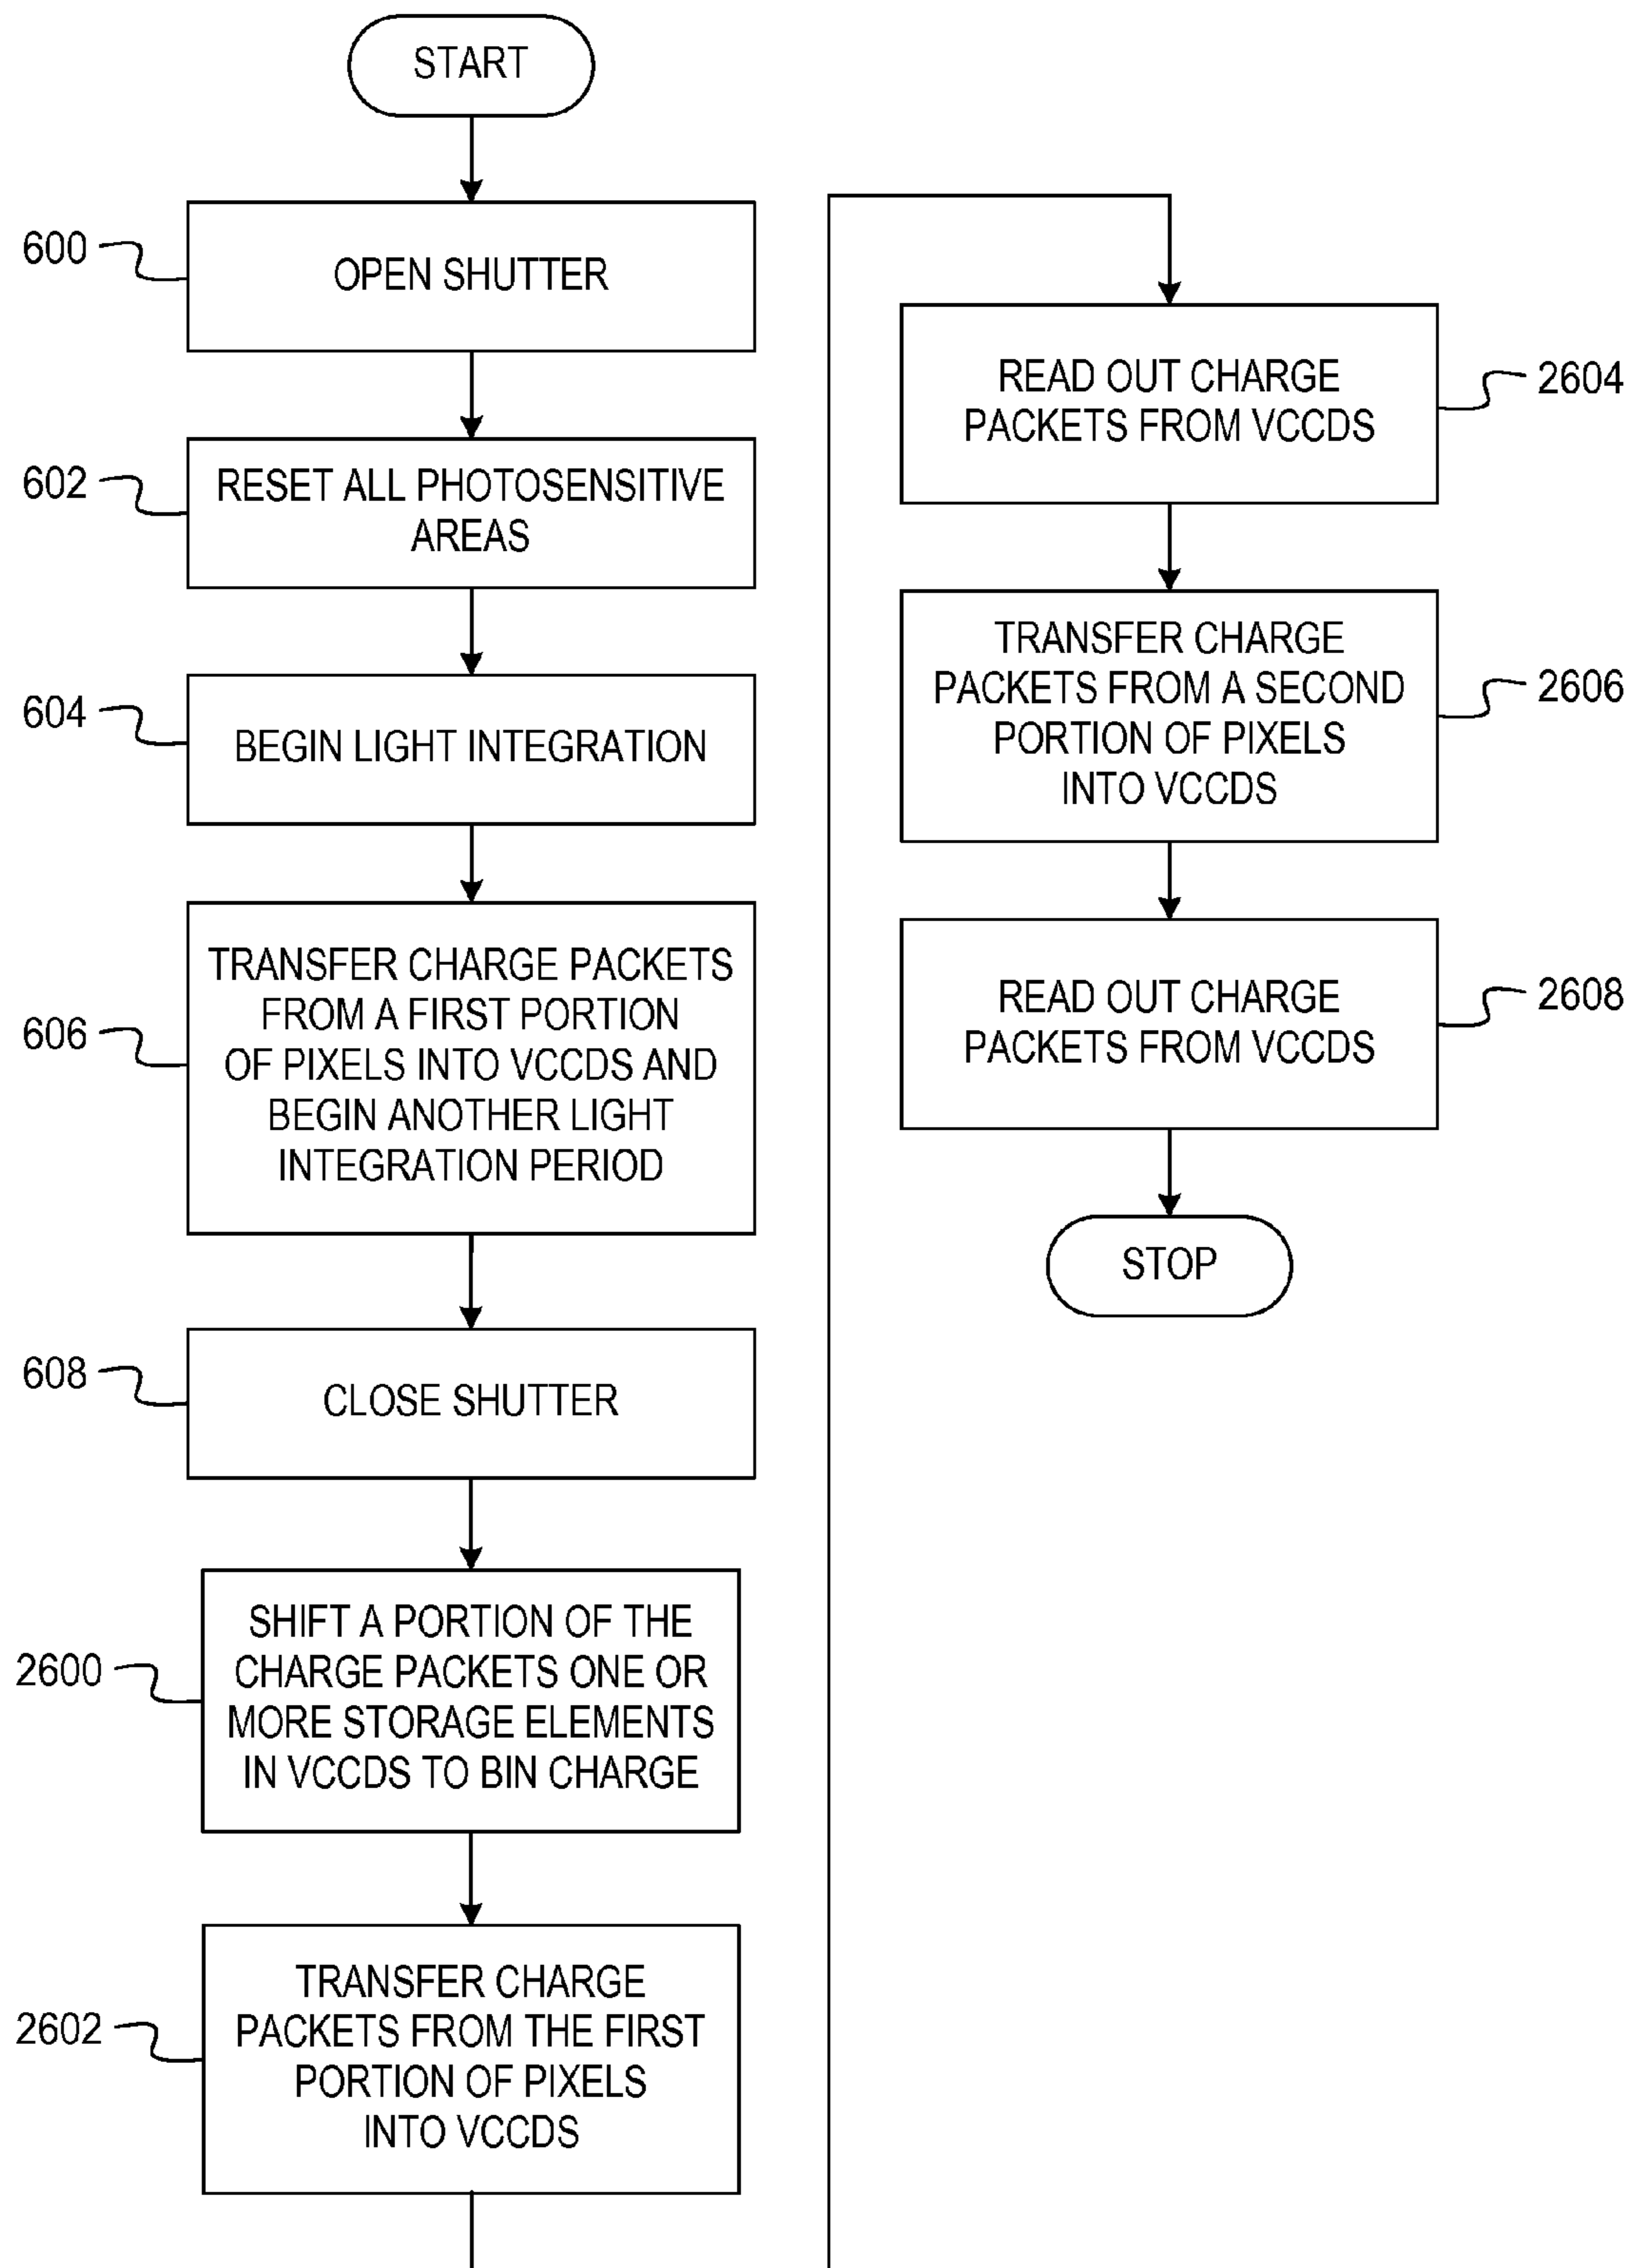 START
600
OPEN SHUTTER
602
RESET ALL PHOTOSENSITIVE
AREAS
604
BEGIN LIGHT INTEGRATION
606
TRANSFER CHARGE PACKETS
FROM A FIRST PORTION
OF PIXELS INTO VCCDS AND
BEGIN ANOTHER LIGHT
INTEGRATION PERIOD
608
CLOSE SHUTTER
2600
SHIFT A PORTION OF THE
CHARGE PACKETS ONE OR
MORE STORAGE ELEMENTS
IN VCCDS TO BIN CHARGE
2602
TRANSFER CHARGE
PACKETS FROM THE FIRST
PORTION OF PIXELS
INTO VCCDS
READ OUT CHARGE
PACKETS FROM VCCDS
2604
TRANSFER CHARGE
PACKETS FROM A SECOND
PORTION OF PIXELS
INTO VCCDS
2606
READ OUT CHARGE
PACKETS FROM VCCDS
2608
STOP